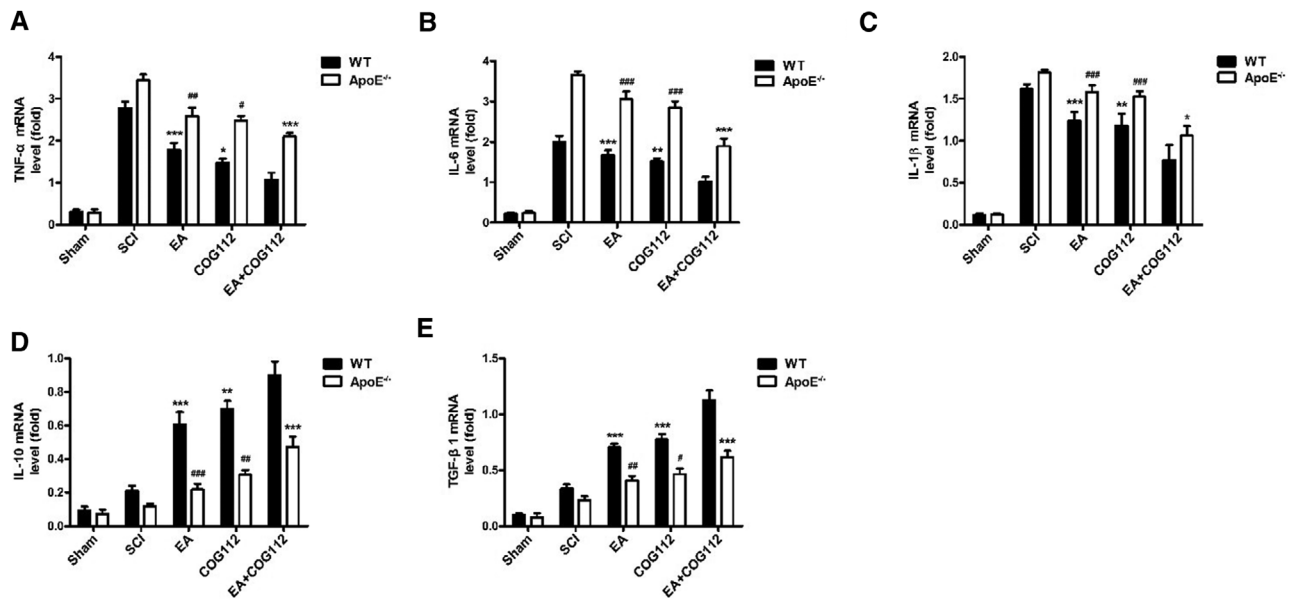 A
TNF-α mRNA
level (fold)
4
3
2
1
0
***
##
*
#
***
Sham
SCI
EA
COG112
EA+COG112
WT
ApoE-/-
B
IL-6 mRNA
level (fold)
4
3
2
1
0
***
###
**
###
***
Sham
SCI
EA
COG112
EA+COG112
WT
ApoE-/-
C
IL-1β mRNA
level (fold)
2.0
1.5
1.0
0.5
0.0
***
###
**
###
*
Sham
SCI
EA
COG112
EA+COG112
WT
ApoE-/-
D
IL-10 mRNA
level (fold)
1.0
0.8
0.6
0.4
0.2
0.0
***
###
**
##
***
Sham
SCI
EA
COG112
EA+COG112
WT
ApoE-/-
E
TGF-β 1 mRNA
level (fold)
1.5
1.0
0.5
0.0
***
##
***
#
***
Sham
SCI
EA
COG112
EA+COG112
WT
ApoE-/-